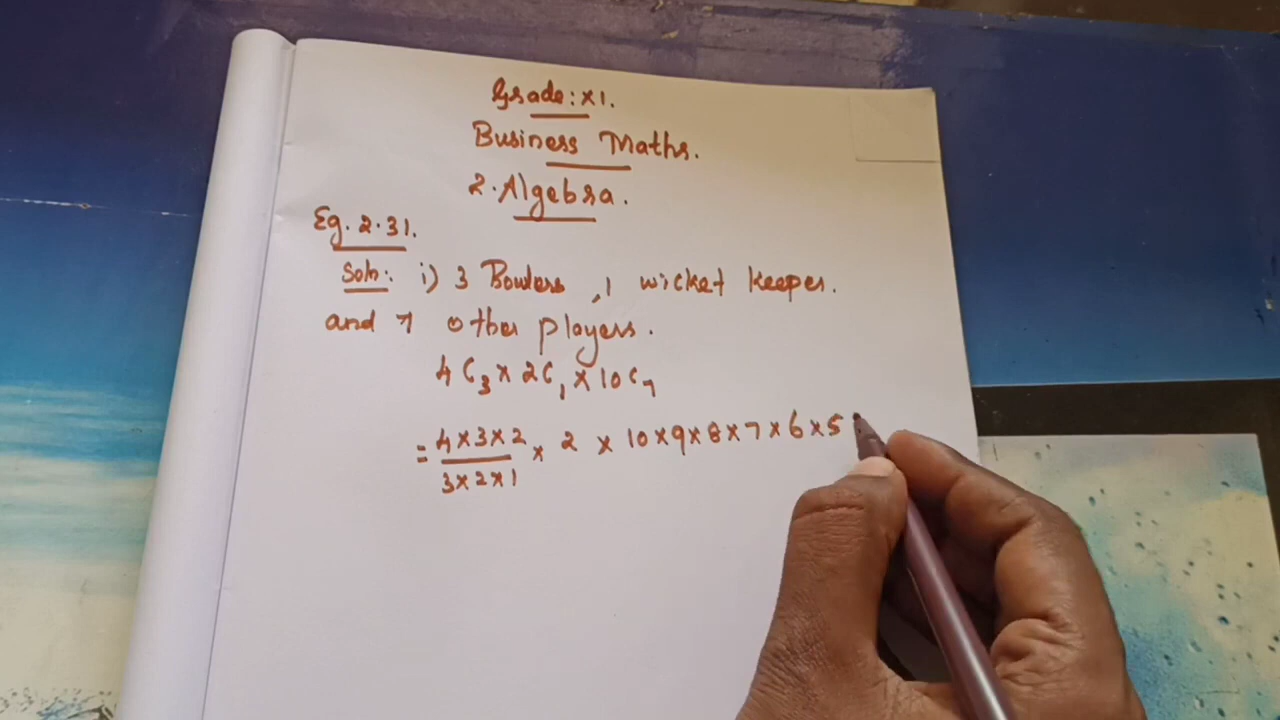 Grade: XI.
Business Maths.
2. Algebra.
Eg. 2.31.
Soln: i) 3 Bowlers, 1 wicket keeper.
and 7 other players.
4C₃ × 2C₁ × 10C₇
= 4×3×2 / 3×2×1 × 2 × 10×9×8×7×6×5